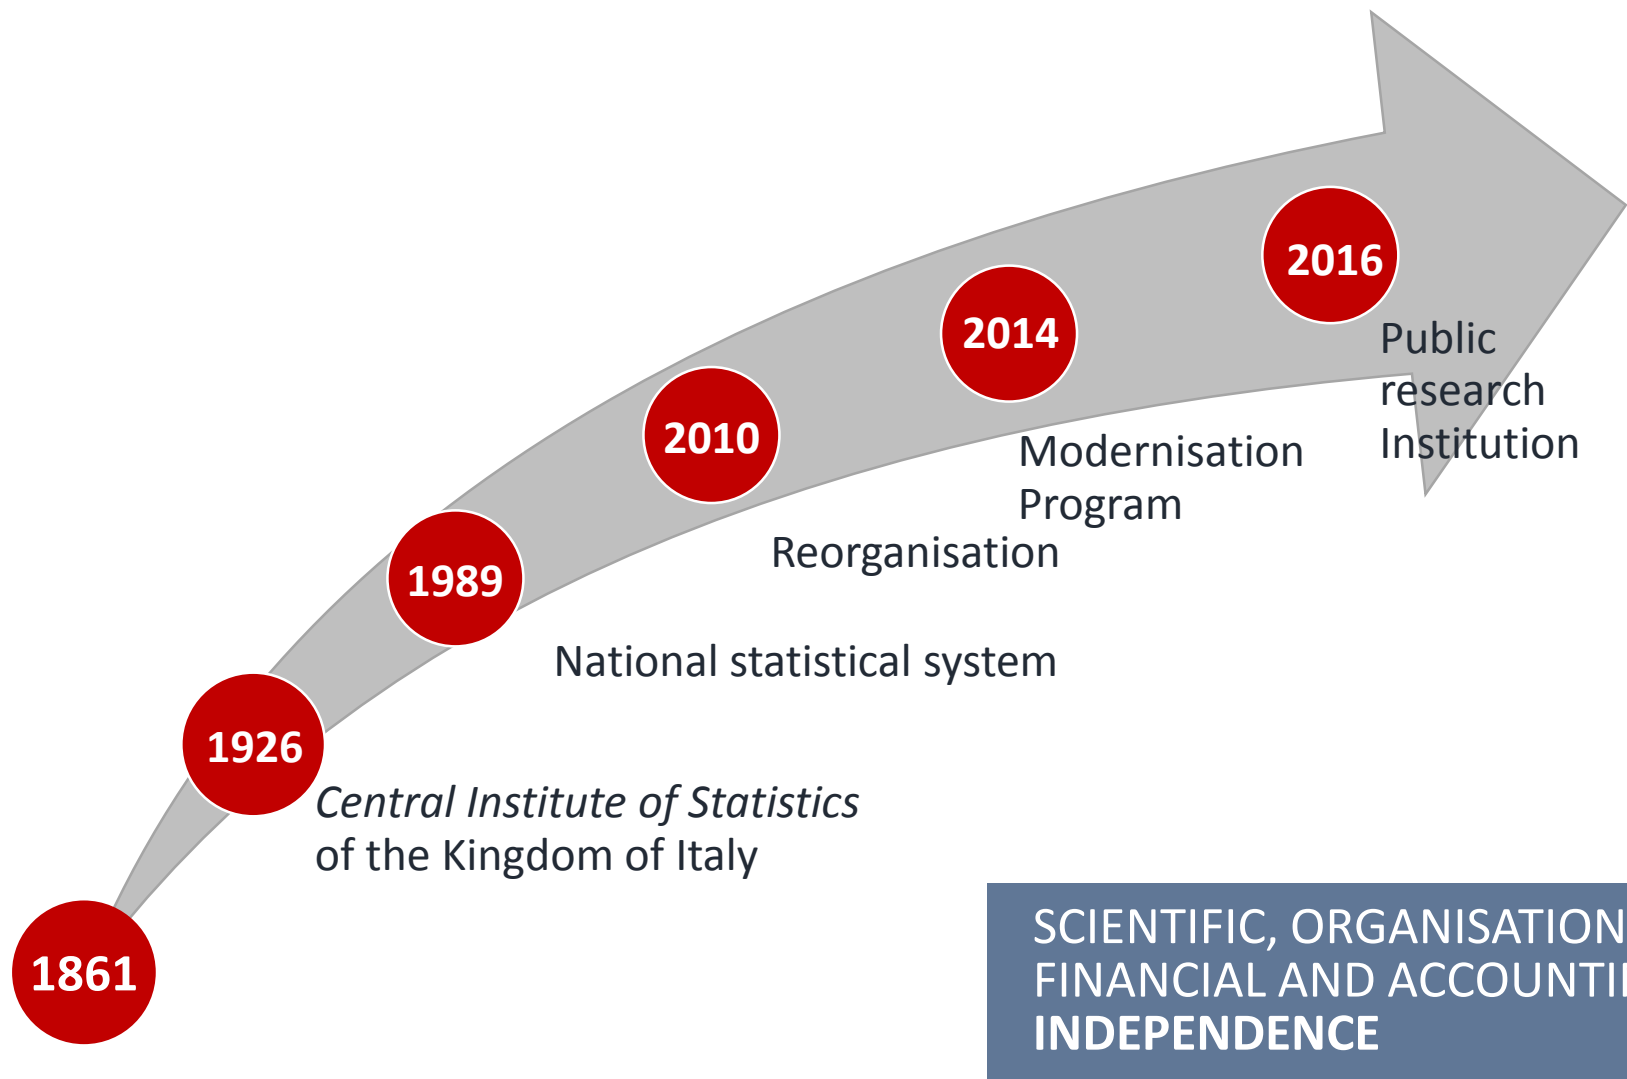 2016
Public
research
Institution
2014
Modernisation
Program
2010
Reorganisation
1989
National statistical system
1926
Central Institute of Statistics
of the Kingdom of Italy
1861
SCIENTIFIC, ORGANISATION
FINANCIAL AND
INDEPENDENCE